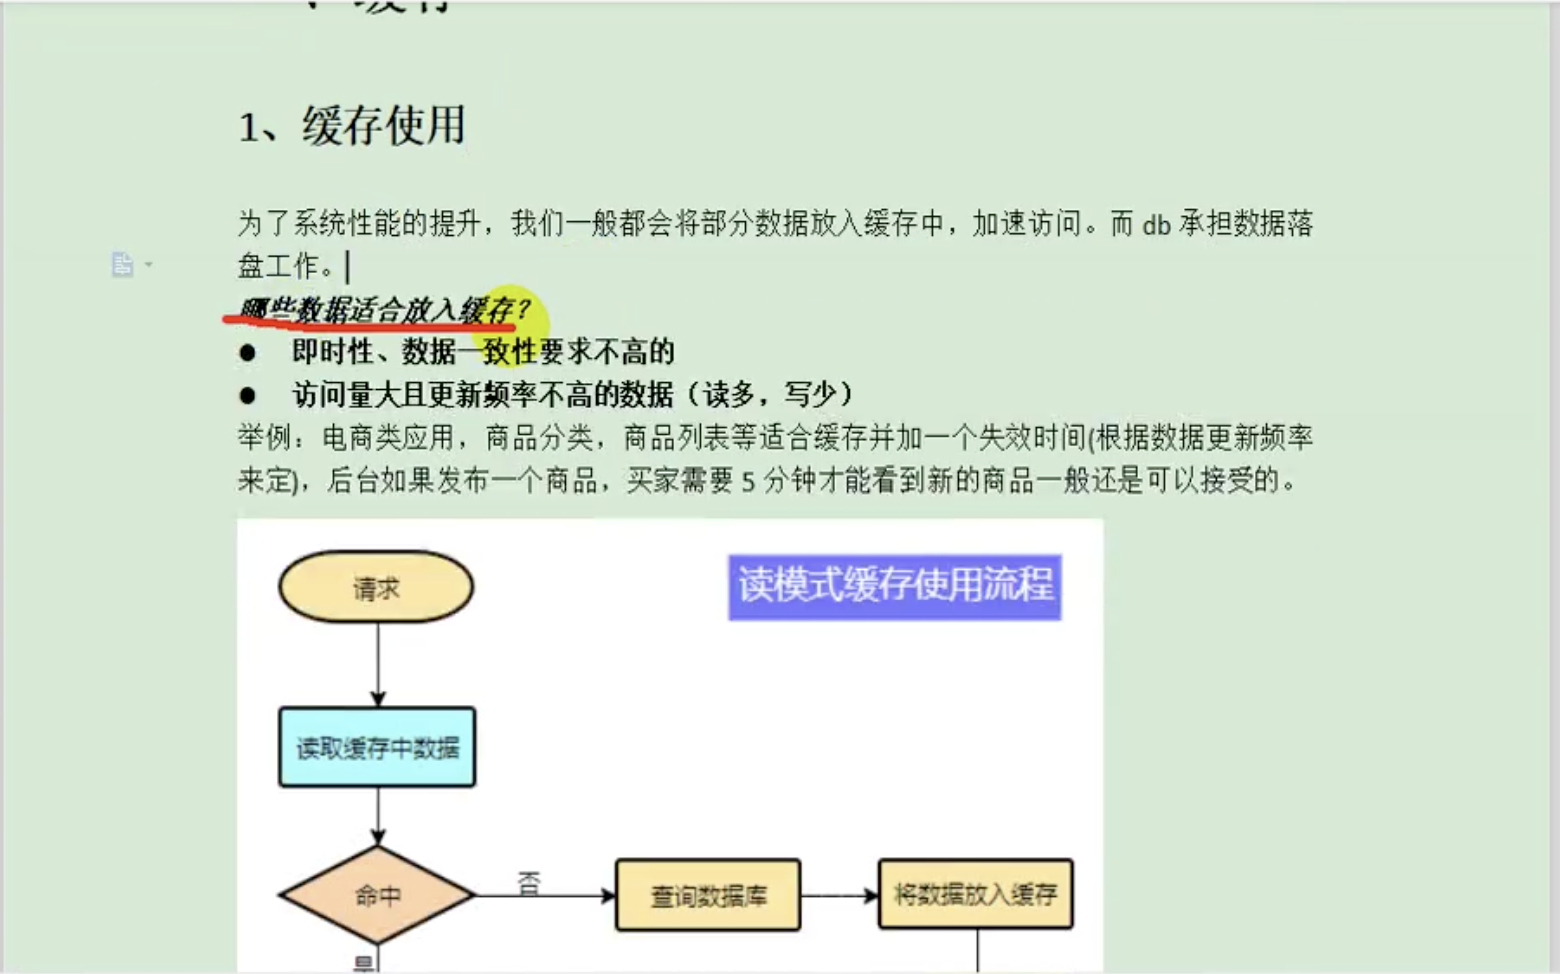 1、缓存使用
为了系统性能的提升，我们一般都会将部分数据放入缓存中，加速访问。而 db 承担数据落
盘工作。
哪些数据适合放入缓存？
● 即时性、数据一致性要求不高的
● 访问量大且更新频率不高的数据（读多，写少）
举例：电商类应用，商品分类，商品列表等适合缓存并加一个失效时间(根据数据更新频率
来定)，后台如果发布一个商品，买家需要 5 分钟才能看到新的商品一般还是可以接受的。
请求
读模式缓存使用流程
读取缓存中数据
命中
否
查询数据库
将数据放入缓存
是